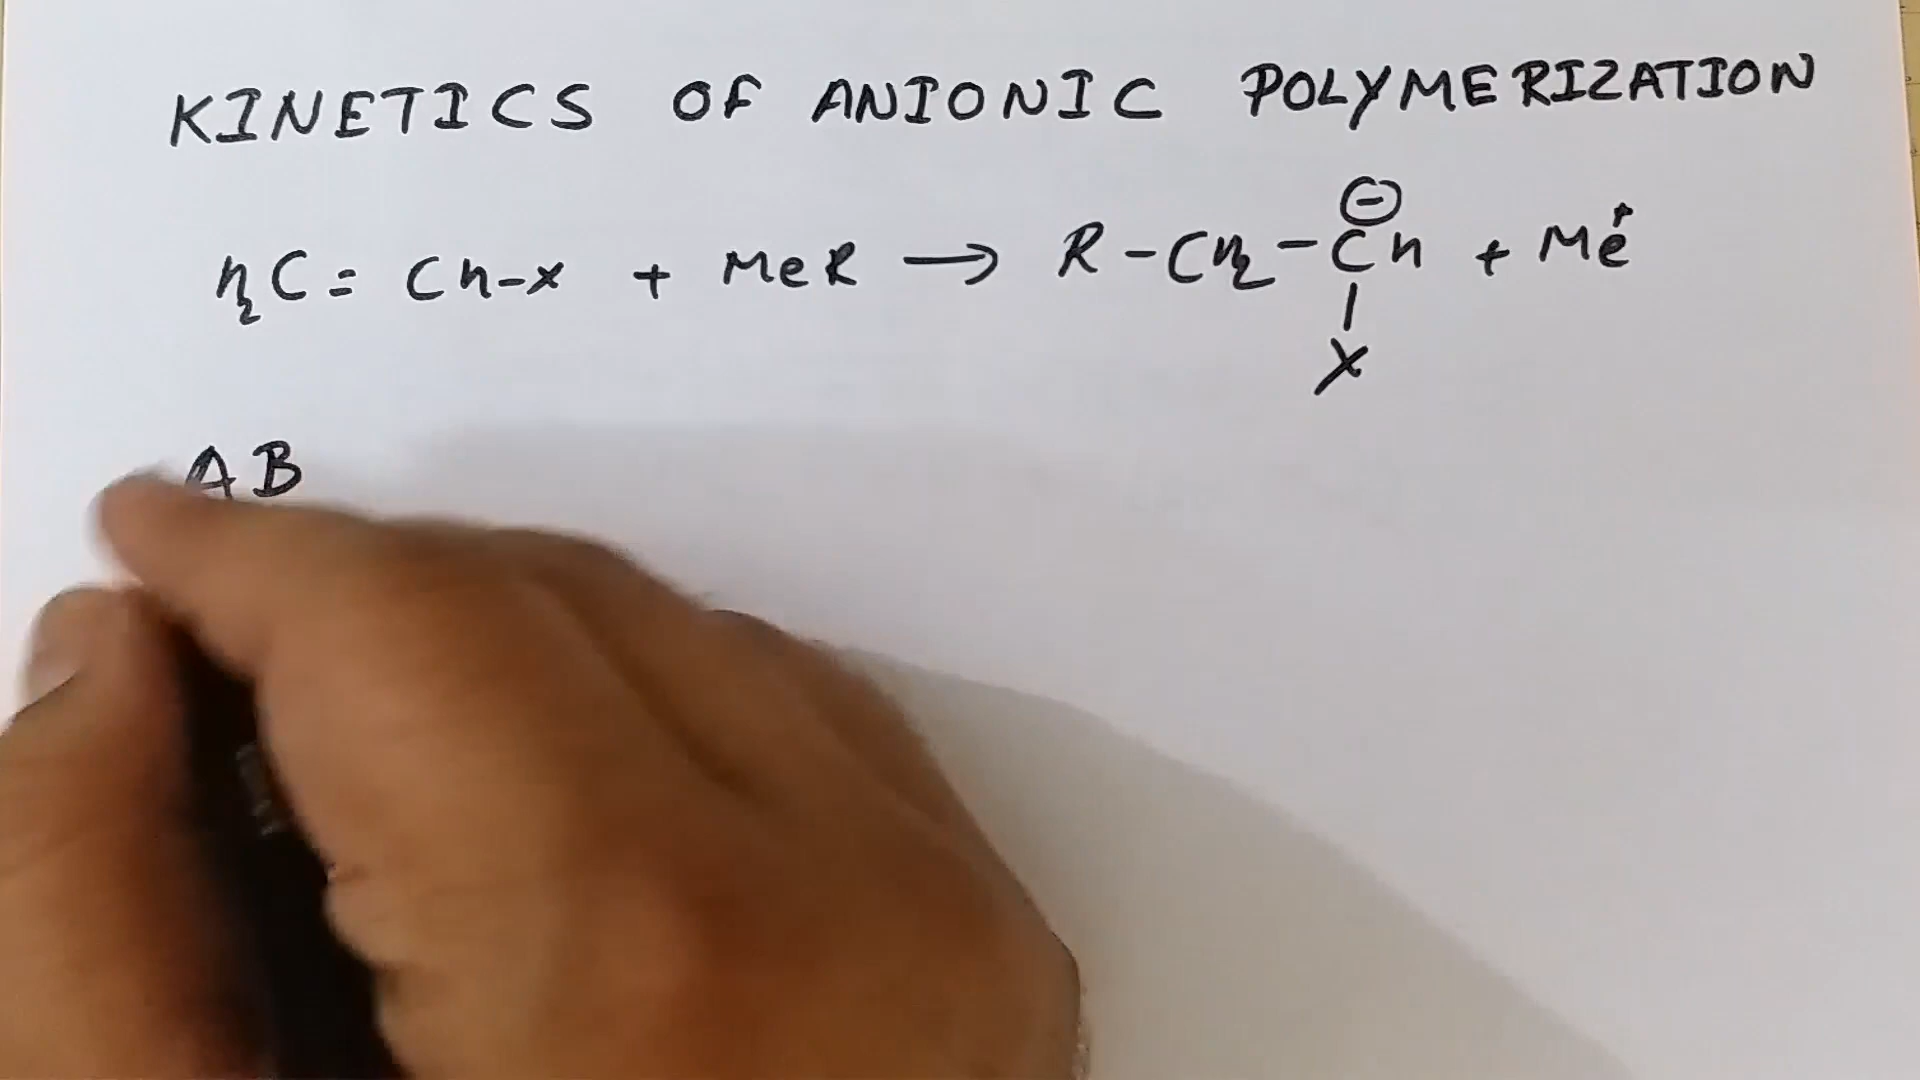 KINETICS OF ANIONIC POLYMERIZATION
H₂C = CH-X + MeR → R-CH₂-CH + Me⁺
⊖
|
X
AB